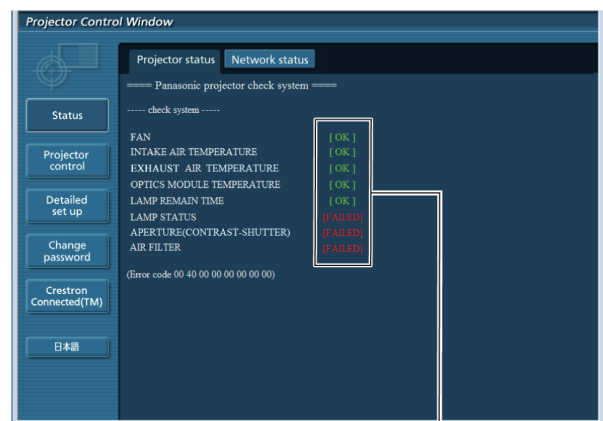 Projector Control Window
Projector status Network status
==== Panasonic projector check system ====
----- check system -----
FAN [ OK ]
INTAKE AIR TEMPERATURE [ OK ]
EXHAUST AIR TEMPERATURE [ OK ]
OPTICS MODULE TEMPERATURE [ OK ]
LAMP REMAIN TIME [ OK ]
LAMP STATUS [FAILED]
APERTURE(CONTRAST-SHUTTER) [FAILED]
AIR FILTER [FAILED]
(Error code 00 40 00 00 00 00 00 00)
Status
Projector
control
Detailed
set up
Change
password
Crestron
Connected(TM)
日本語